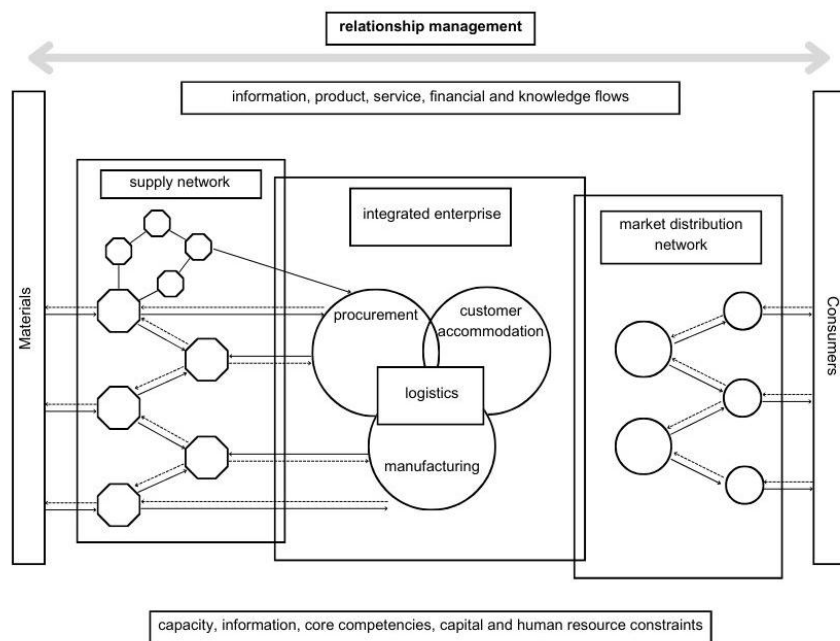 relationship management
information, product, service, financial and knowledge flows
supply network
integrated enterprise
market distribution
network
Materials
procurement
customer
accommodation
logistics
manufacturing
Consumers
capacity, information, core competencies, capital and human resource constraints